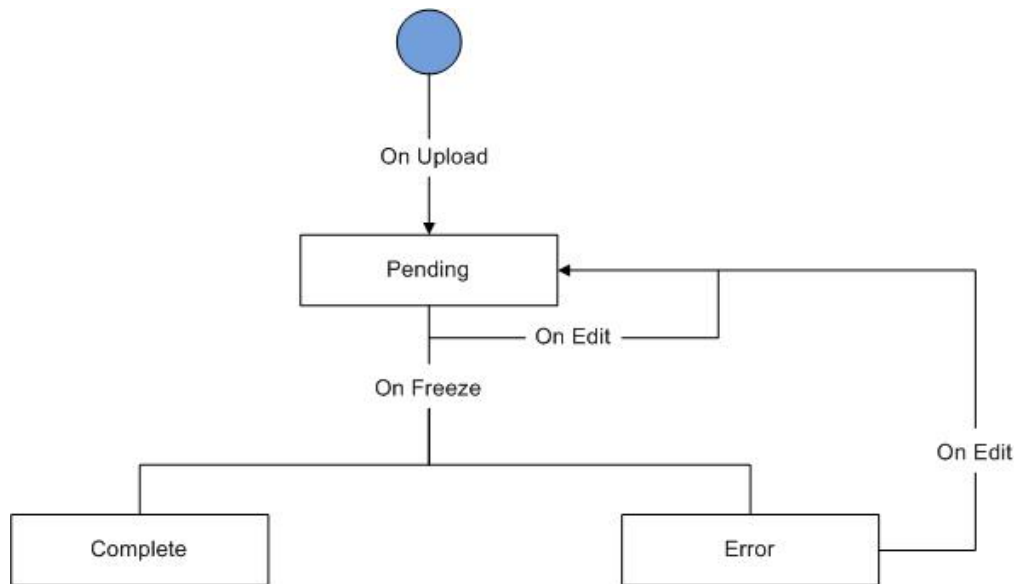 On Upload
Pending
On Edit
On Freeze
On Edit
Complete
Error